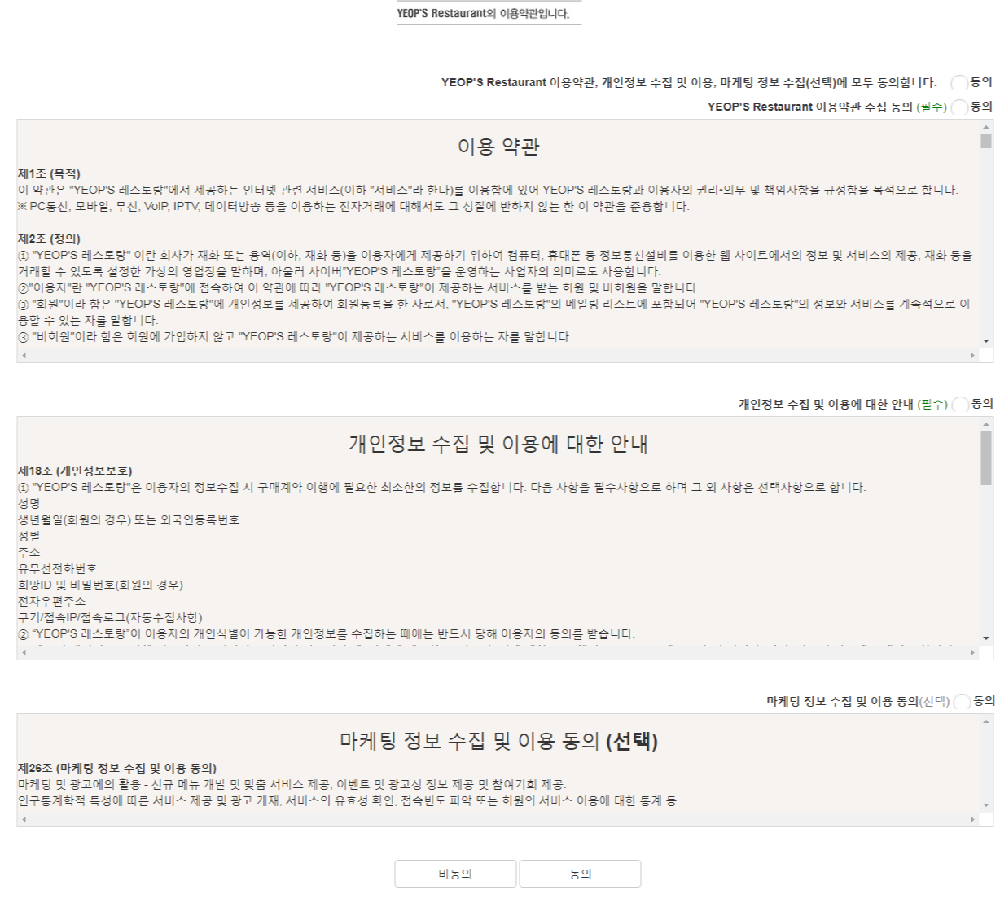 YEOP'S Restaurant의 이용약관입니다.
YEOP'S Restaurant 이용약관, 개인정보 수집 및 이용, 마케팅 정보 수집(선택)에 모두 동의합니다. 동의
YEOP'S Restaurant 이용약관 수집 동의 (필수) 동의
이용 약관
제1조 (목적)
이 약관은 "YEOP'S 레스토랑"에서 제공하는 인터넷 관련 서비스(이하 "서비스"라 한다)를 이용함에 있어 YEOP'S 레스토랑과 이용자의 권리•의무 및 책임사항을 규정함을 목적으로 합니다.
※ PC통신, 모바일, 무선, VoIP, IPTV, 데이터방송 등을 이용하는 전자거래에 대해서도 그 성질에 반하지 않는 한 이 약관을 준용합니다.
제2조 (정의)
① "YEOP'S 레스토랑" 이란 회사가 재화 또는 용역(이하, 재화 등)을 이용자에게 제공하기 위하여 컴퓨터, 휴대폰 등 정보통신설비를 이용한 웹 사이트에서의 정보 및 서비스의 제공, 재화 등을
거래할 수 있도록 설정한 가상의 영업장을 말하며, 아울러 사이버”YEOP'S 레스토랑“을 운영하는 사업자의 의미로도 사용합니다.
②"이용자"란 "YEOP'S 레스토랑"에 접속하여 이 약관에 따라 "YEOP'S 레스토랑"이 제공하는 서비스를 받는 회원 및 비회원을 말합니다.
③ "회원"이라 함은 "YEOP'S 레스토랑"에 개인정보를 제공하여 회원등록을 한 자로서, "YEOP'S 레스토랑"의 메일링 리스트에 포함되어 "YEOP'S 레스토랑"의 정보와 서비스를 계속적으로 이
용할 수 있는 자를 말합니다.
③ "비회원"이라 함은 회원에 가입하지 않고 "YEOP'S 레스토랑"이 제공하는 서비스를 이용하는 자를 말합니다.
개인정보 수집 및 이용에 대한 안내 (필수) 동의
개인정보 수집 및 이용에 대한 안내
제18조 (개인정보보호)
① "YEOP'S 레스토랑"은 이용자의 정보수집 시 구매계약 이행에 필요한 최소한의 정보를 수집합니다. 다음 사항을 필수사항으로 하며 그 외 사항은 선택사항으로 합니다.
성명
생년월일(회원의 경우) 또는 외국인등록번호
성별
주소
유무선전화번호
희망ID 및 비밀번호(회원의 경우)
전자우편주소
쿠키/접속IP/접속로그(자동수집사항)
② “YEOP'S 레스토랑”이 이용자의 개인식별이 가능한 개인정보를 수집하는 때에는 반드시 당해 이용자의 동의를 받습니다.
마케팅 정보 수집 및 이용 동의(선택) 동의
마케팅 정보 수집 및 이용 동의 (선택)
제26조 (마케팅 정보 수집 및 이용 동의)
마케팅 및 광고에의 활용 - 신규 메뉴 개발 및 맞춤 서비스 제공, 이벤트 및 광고성 정보 제공 및 참여기회 제공.
인구통계학적 특성에 따른 서비스 제공 및 광고 게재, 서비스의 유효성 확인, 접속빈도 파악 또는 회원의 서비스 이용에 대한 통계 등
비동의 동의